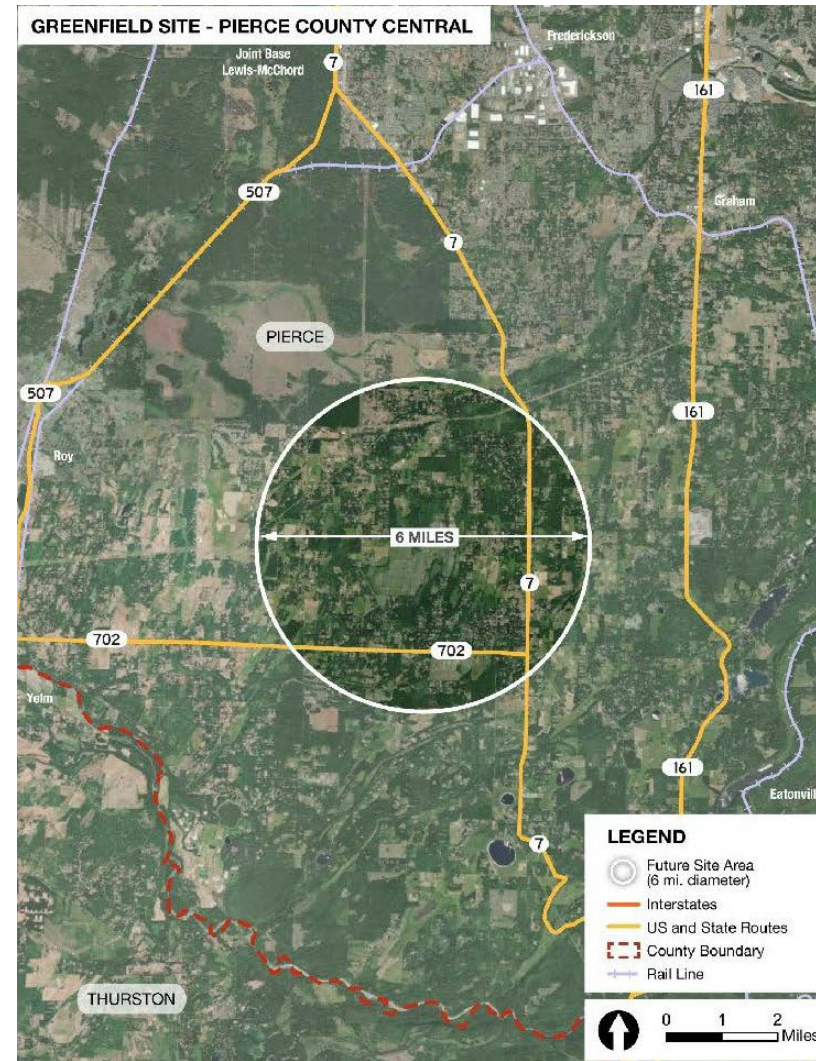 GREENFIELD SITE - PIERCE COUNTY CENTRAL
Joint Base
Lewis-McChord
7
Frederickson
161
507
Graham
7
PIERCE
507
161
Roy
6 MILES
7
702
702
Yelm
161
Eatonvill
7
LEGEND
Future Site Area
(6 mi. diameter)
Interstates
US and State Routes
County Boundary
Rail Line
THURSTON
0 1 2
Miles